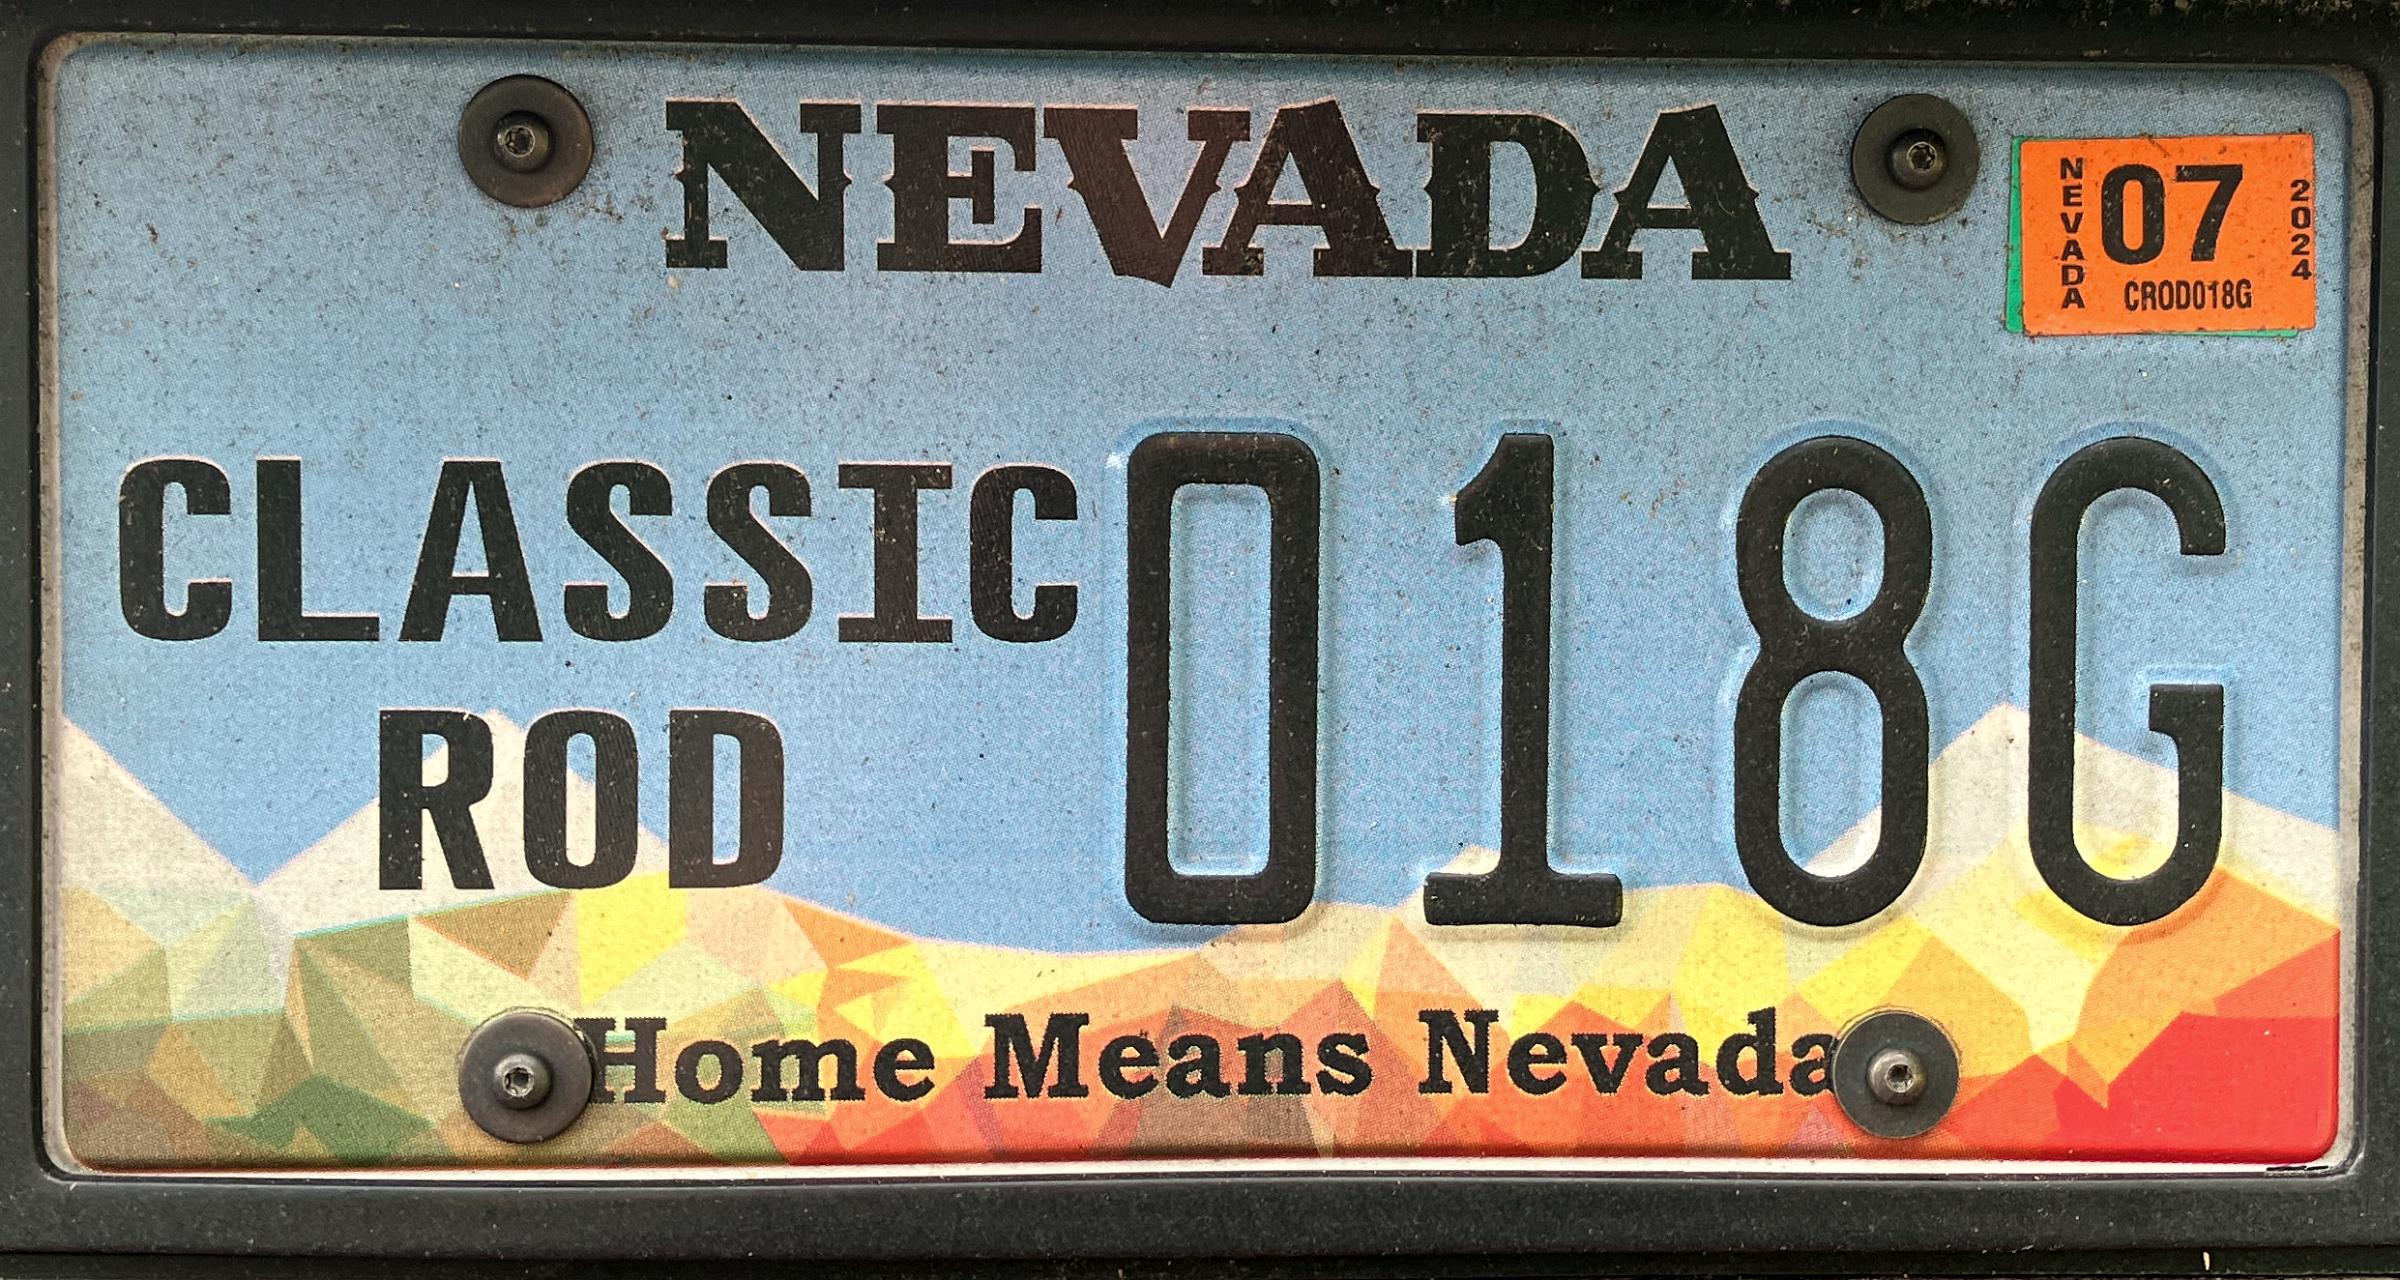 NEVADA
NEVADA
07
2024
CROD018G
CLASSIC
ROD
018G
Home Means Nevada